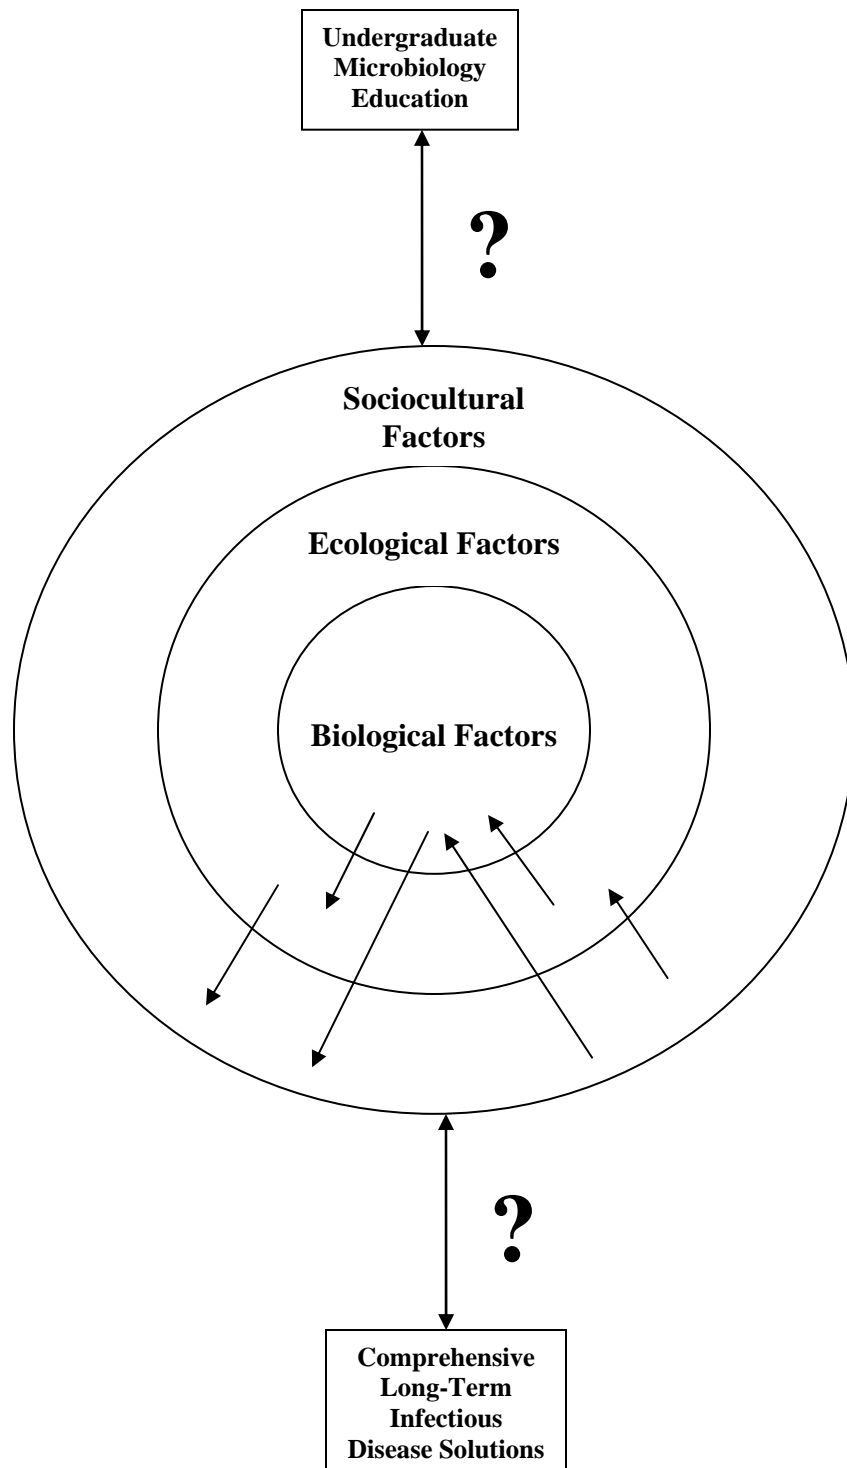 Undergraduate
Microbiology
Education
?
Sociocultural
Factors
Ecological Factors
Biological Factors
?
Comprehensive
Long-Term
Infectious
Disease Solutions